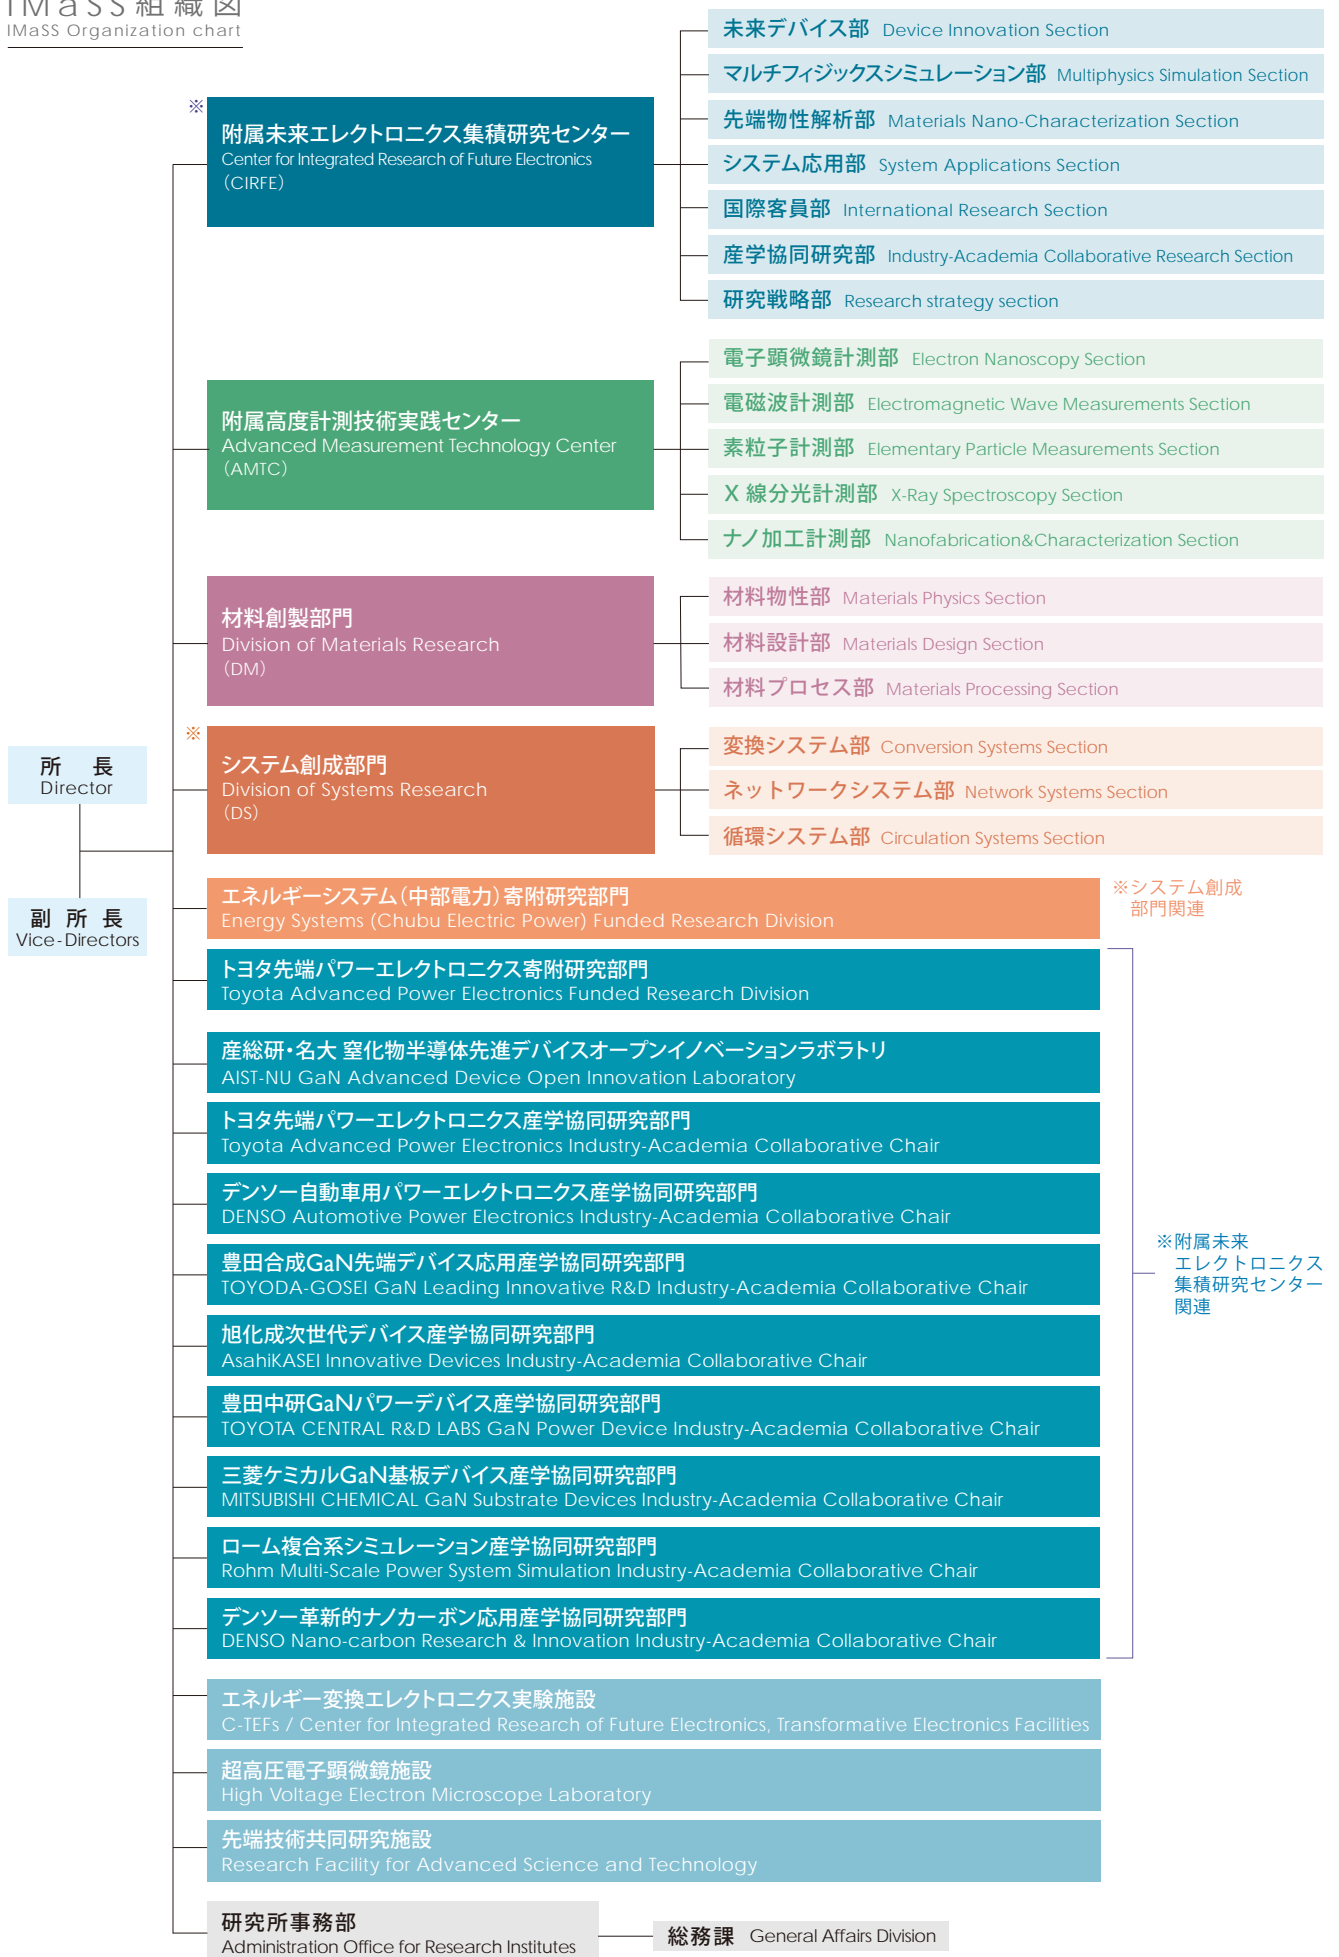 IMaSS組織図
IMaSS Organization chart
※
附属未来エレクトロニクス集積研究センター
Center for Integrated Research of Future Electronics
（CIRFE）
未来デバイス部 Device Innovation Section
マルチフィジックスシミュレーション部 Multiphysics Simulation Section
先端物性解析部 Materials Nano-Characterization Section
システム応用部 System Applications Section
国際客員部 International Research Section
産学協同研究部 Industry-Academia Collaborative Research Section
研究戦略部 Research strategy section
附属高度計測技術実践センター
Advanced Measurement Technology Center
（AMTC）
電子顕微鏡計測部 Electron Nanoscopy Section
電磁波計測部 Electromagnetic Wave Measurements Section
素粒子計測部 Elementary Particle Measurements Section
X 線分光計測部 X-Ray Spectroscopy Section
ナノ加工計測部 Nanofabrication&Characterization Section
材料創製部門
Division of Materials Research
（DM）
材料物性部 Materials Physics Section
材料設計部 Materials Design Section
材料プロセス部 Materials Processing Section
※
システム創成部門
Division of Systems Research
（DS）
変換システム部 Conversion Systems Section
ネットワークシステム部 Network Systems Section
循環システム部 Circulation Systems Section
所 長
Director
副 所 長
Vice-Directors
エネルギーシステム（中部電力）寄附研究部門
Energy Systems (Chubu Electric Power) Funded Research Division
※システム創成
部門関連
トヨタ先端パワーエレクトロニクス寄附研究部門
Toyota Advanced Power Electronics Funded Research Division
産総研・名大 窒化物半導体先進デバイスオープンイノベーションラボラトリ
AIST-NU GaN Advanced Device Open Innovation Laboratory
トヨタ先端パワーエレクトロニクス産学協同研究部門
Toyota Advanced Power Electronics Industry-Academia Collaborative Chair
デンソー自動車用パワーエレクトロニクス産学協同研究部門
DENSO Automotive Power Electronics Industry-Academia Collaborative Chair
豊田合成GaN先端デバイス応用産学協同研究部門
TOYODA-GOSEI GaN Leading Innovative R&D Industry-Academia Collaborative Chair
旭化成次世代デバイス産学協同研究部門
AsahiKASEI Innovative Devices Industry-Academia Collaborative Chair
豊田中研GaNパワーデバイス産学協同研究部門
TOYOTA CENTRAL R&D LABS GaN Power Device Industry-Academia Collaborative Chair
三菱ケミカルGaN基板デバイス産学協同研究部門
MITSUBISHI CHEMICAL GaN Substrate Devices Industry-Academia Collaborative Chair
ローム複合系シミュレーション産学協同研究部門
Rohm Multi-Scale Power System Simulation Industry-Academia Collaborative Chair
デンソー革新的ナノカーボン応用産学協同研究部門
DENSO Nano-carbon Research & Innovation Industry-Academia Collaborative Chair
※附属未来
エレクトロニクス
集積研究センター
関連
エネルギー変換エレクトロニクス実験施設
C-TEFs / Center for Integrated Research of Future Electronics, Transformative Electronics Facilities
超高圧電子顕微鏡施設
High Voltage Electron Microscope Laboratory
先端技術共同研究施設
Research Facility for Advanced Science and Technology
研究所事務部
Administration Office for Research Institutes
総務課 General Affairs Division